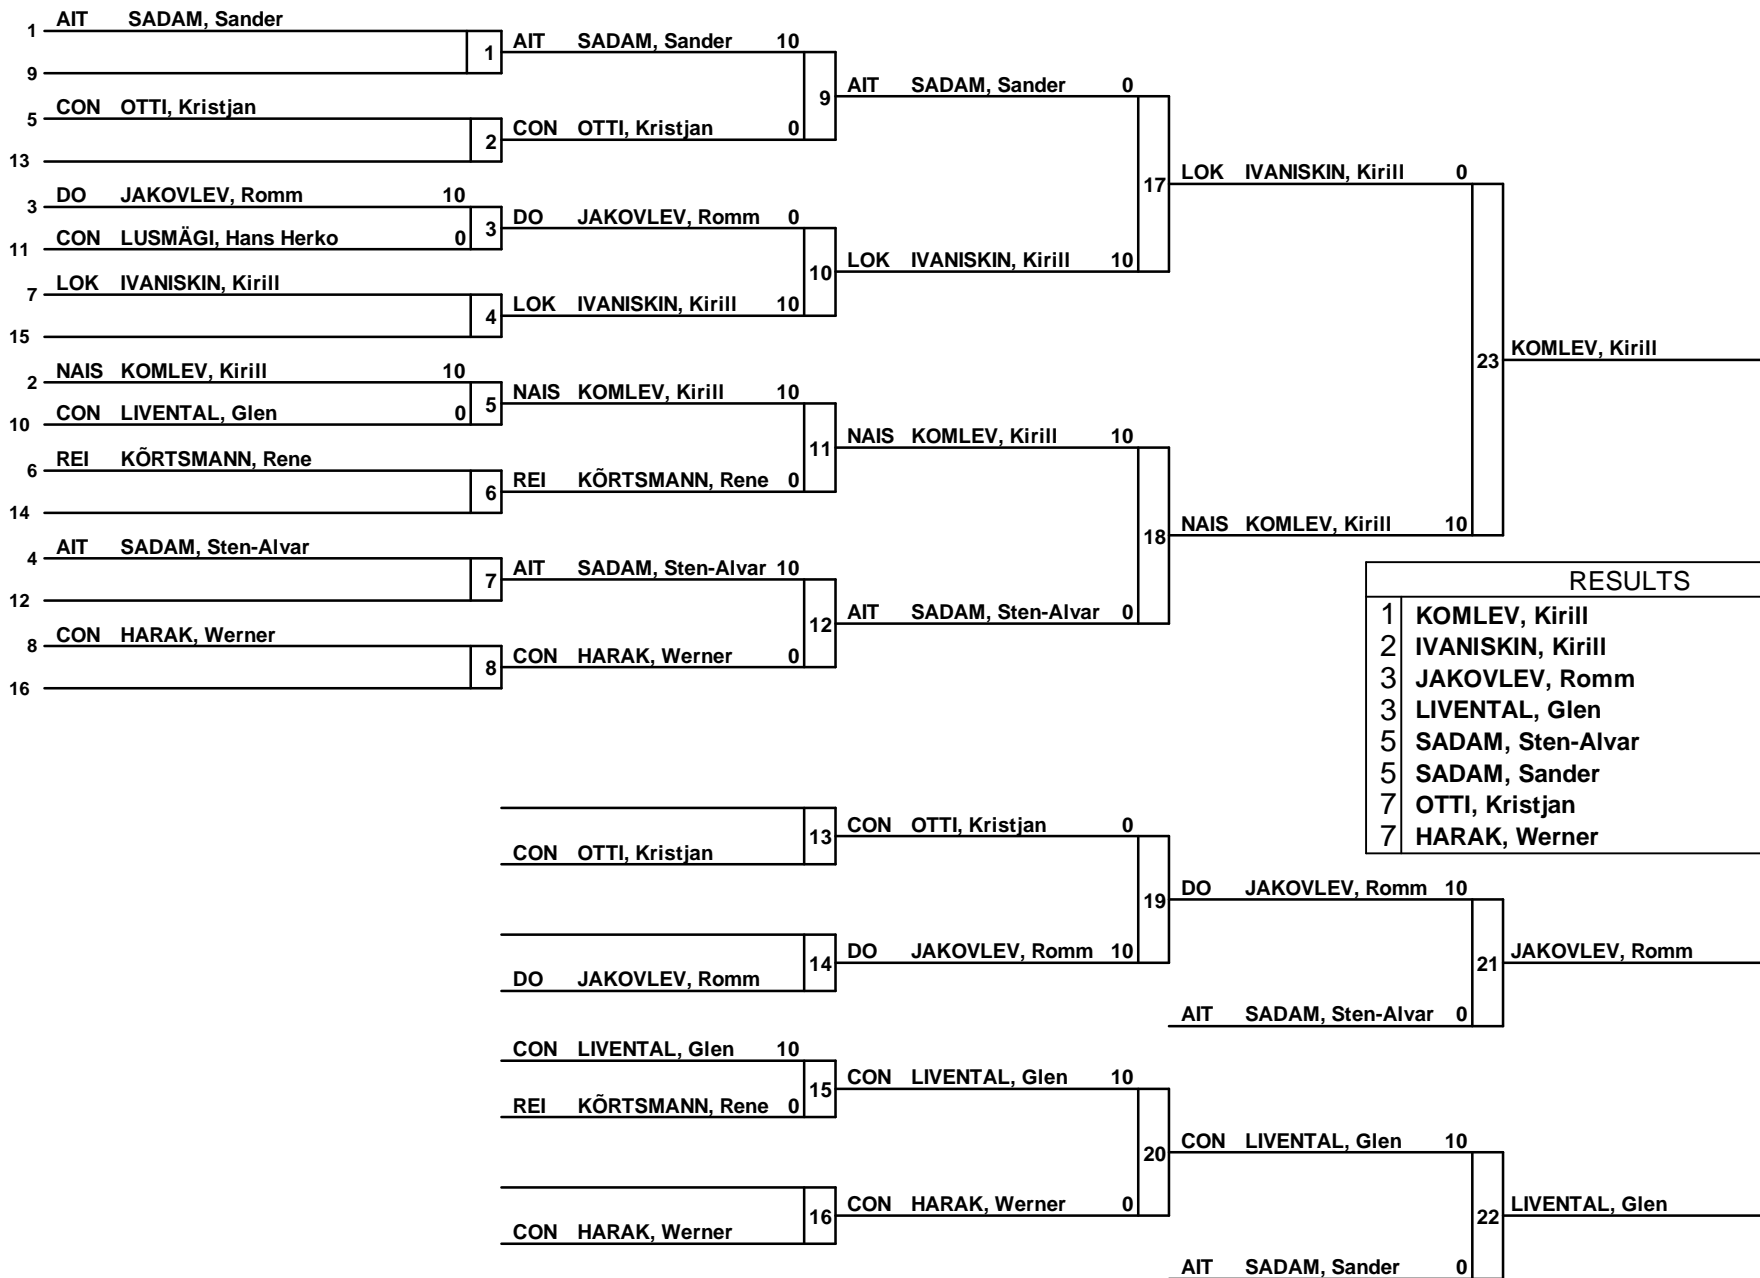 1 AIT SADAM, Sander
9
1
5 CON OTTI, Kristjan
13
2
3 DO JAKOVLEV, Romm 10
11 CON LUSMÄGI, Hans Herko 0
3
7 LOK IVANISKIN, Kirill
15
4
2 NAIS KOMLEV, Kirill 10
10 CON LIVENTAL, Glen 0
5
6 REI KÕRTSMANN, Rene
14
6
4 AIT SADAM, Sten-Alvar
12
7
8 CON HARAK, Werner
16
8
AIT SADAM, Sander 10
CON OTTI, Kristjan 0
9
DO JAKOVLEV, Romm 0
LOK IVANISKIN, Kirill 10
10
NAIS KOMLEV, Kirill 10
REI KÕRTSMANN, Rene 0
11
AIT SADAM, Sten-Alvar 10
CON HARAK, Werner 0
12
AIT SADAM, Sander 0
LOK IVANISKIN, Kirill 10
17
NAIS KOMLEV, Kirill 10
AIT SADAM, Sten-Alvar 0
18
LOK IVANISKIN, Kirill 0
NAIS KOMLEV, Kirill 10
23
KOMLEV, Kirill
RESULTS
1 KOMLEV, Kirill
2 IVANISKIN, Kirill
3 JAKOVLEV, Romm
3 LIVENTAL, Glen
5 SADAM, Sten-Alvar
5 SADAM, Sander
7 OTTI, Kristjan
7 HARAK, Werner
CON OTTI, Kristjan
13
DO JAKOVLEV, Romm
14
CON LIVENTAL, Glen 10
REI KÕRTSMANN, Rene 0
15
CON HARAK, Werner
16
CON OTTI, Kristjan 0
DO JAKOVLEV, Romm 10
19
CON LIVENTAL, Glen 10
CON HARAK, Werner 0
20
DO JAKOVLEV, Romm 10
AIT SADAM, Sten-Alvar 0
21
CON LIVENTAL, Glen 10
AIT SADAM, Sander 0
22
JAKOVLEV, Romm
LIVENTAL, Glen